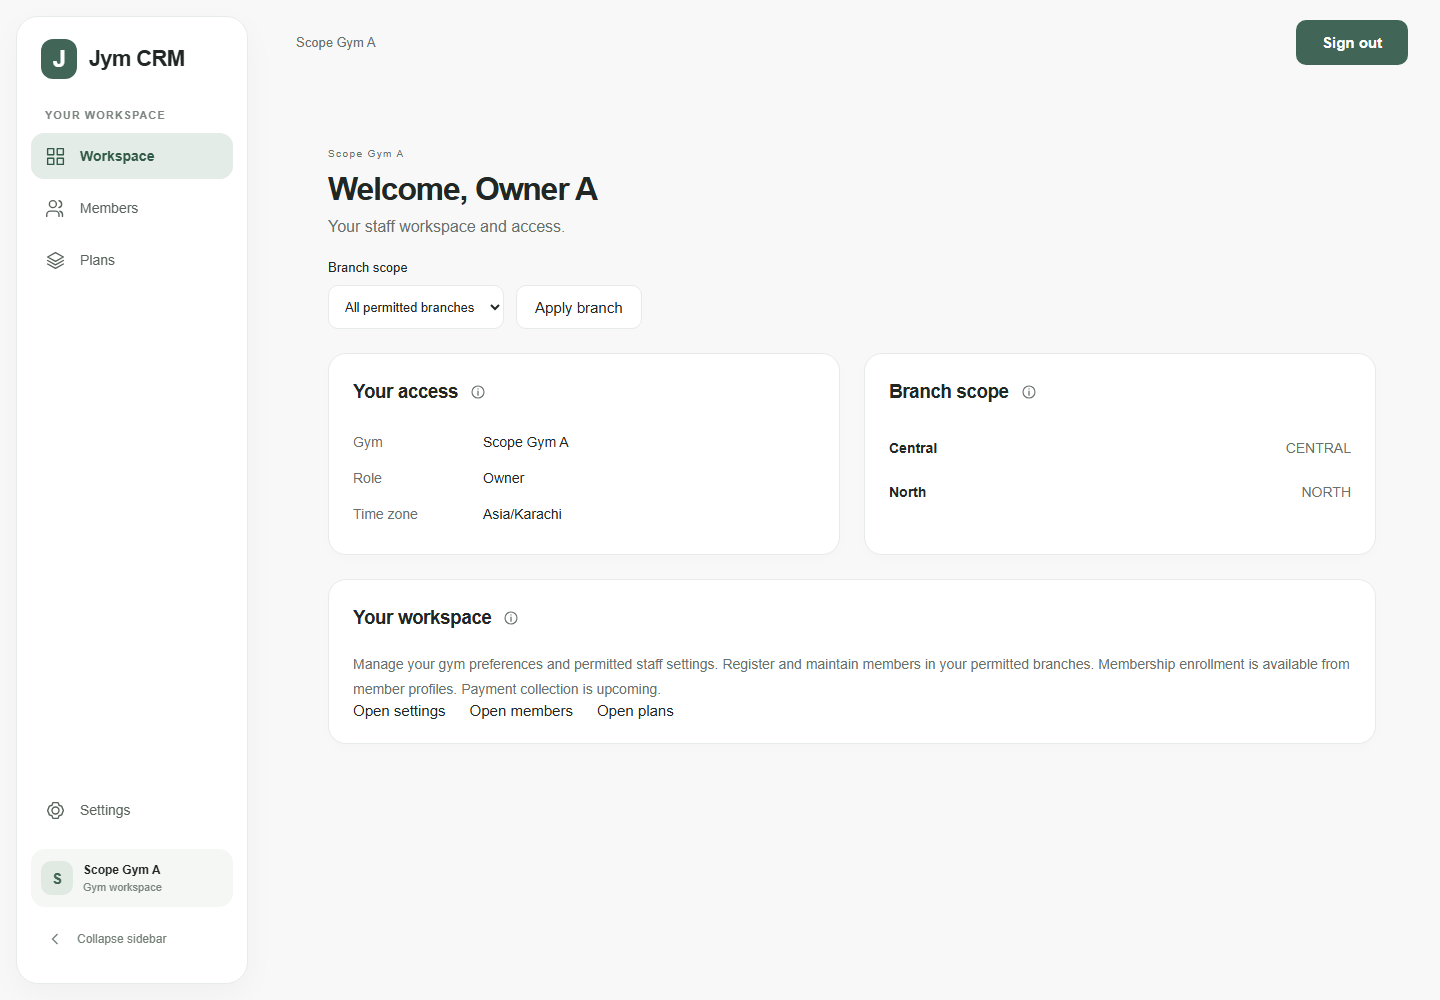 J Jym CRM
YOUR WORKSPACE
Workspace
Members
Plans
Settings
S
Scope Gym A
Gym workspace
Collapse sidebar
Scope Gym A
Sign out
Scope Gym A
Welcome, Owner A
Your staff workspace and access.
Branch scope
All permitted branches
Apply branch
Your access
Gym Scope Gym A
Role Owner
Time zone Asia/Karachi
Branch scope
Central CENTRAL
North NORTH
Your workspace
Manage your gym preferences and permitted staff settings. Register and maintain members in your permitted branches. Membership enrollment is available from
member profiles. Payment collection is upcoming.
Open settings Open members Open plans